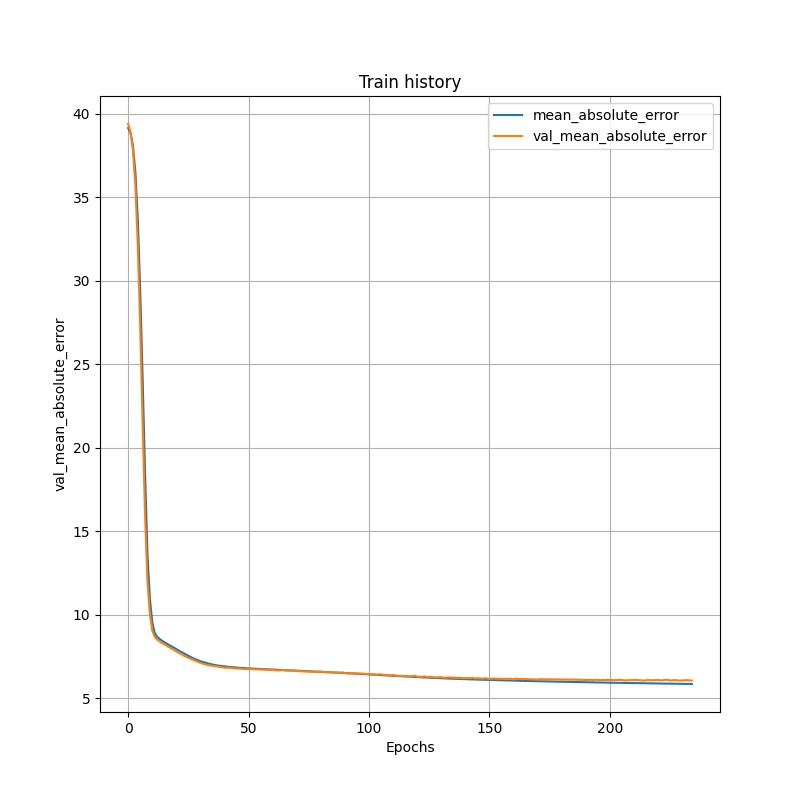 Train history
mean_absolute_error
val_mean_absolute_error
40
35
30
25
20
15
10
5
val_mean_absolute_error
0 50 100 150 200
Epochs